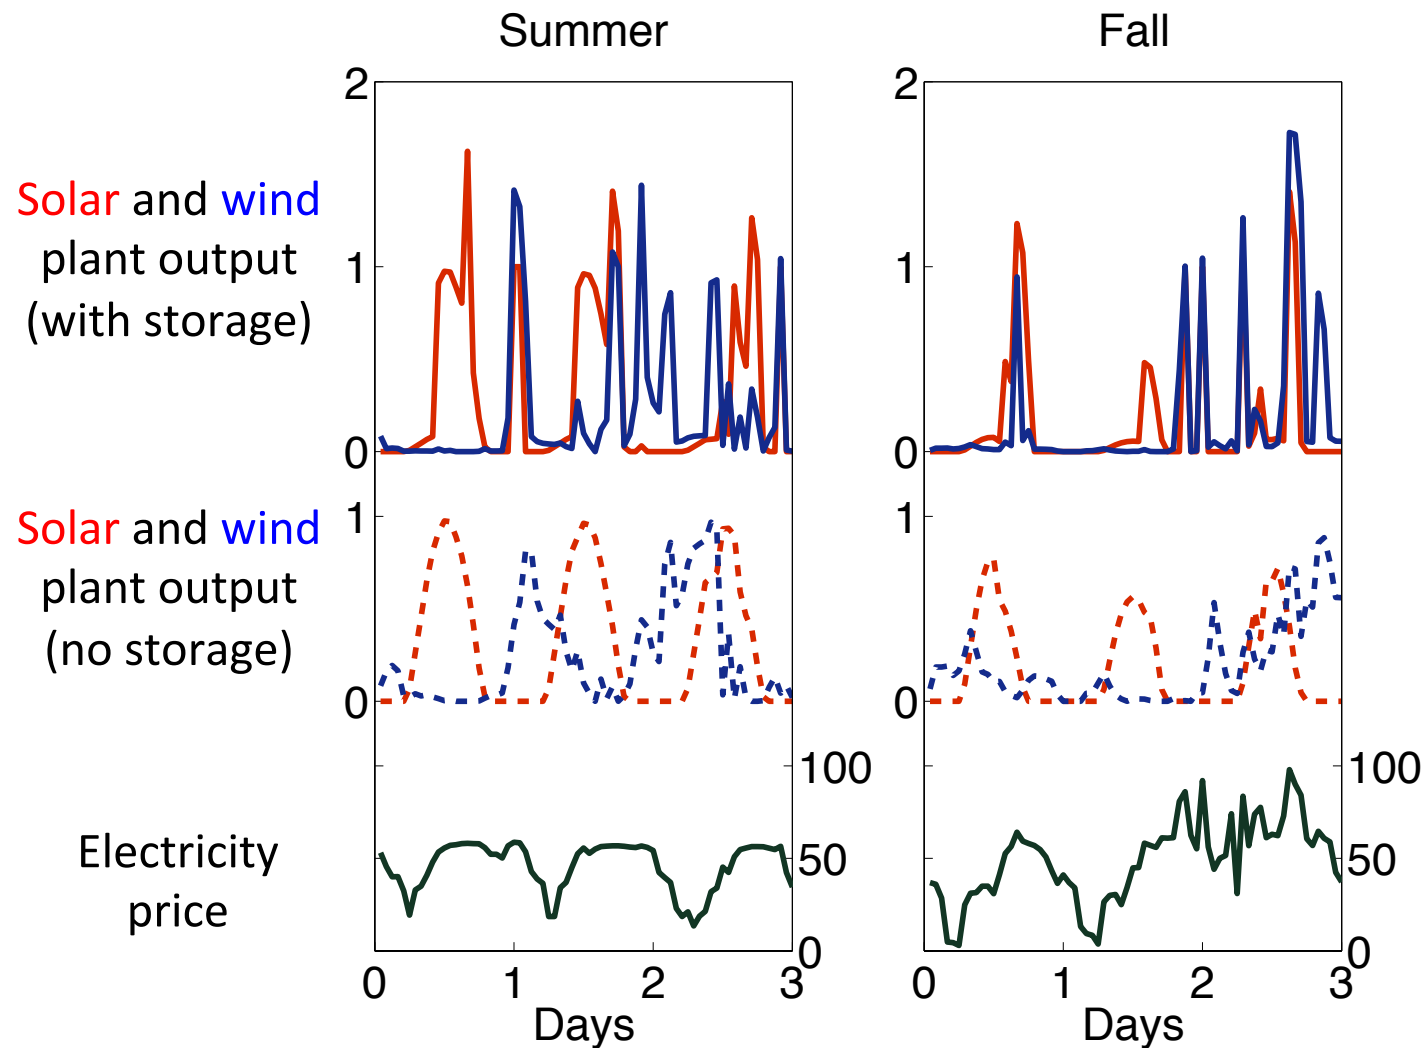 Summer
Fall
2
1
0
2
1
0
Solar and wind
plant output
(with storage)
1
0
1
0
Solar and wind
plant output
(no storage)
100
50
0
100
50
0
Electricity
price
0 1 2 3
0 1 2 3
Days
Days